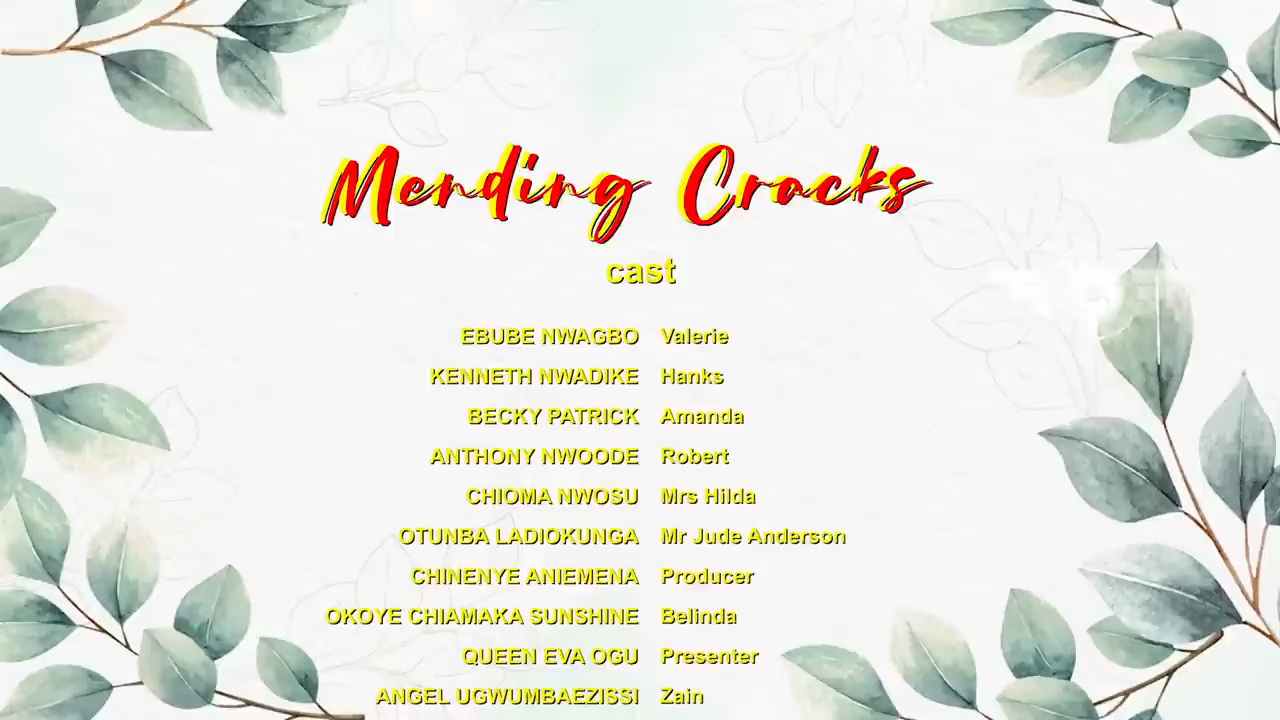 Mending Cracks
cast
EBUBE NWAGBO Valerie
KENNETH NWADIKE Hanks
BECKY PATRICK Amanda
ANTHONY NWOODE Robert
CHIOMA NWOSU Mrs Hilda
OTUNBA LADIOKUNGA Mr Jude Anderson
CHINENYE ANIEMENA Producer
OKOYE CHIAMAKA SUNSHINE Belinda
QUEEN EVA OGU Presenter
ANGEL UGWUMBAEZISSI Zain